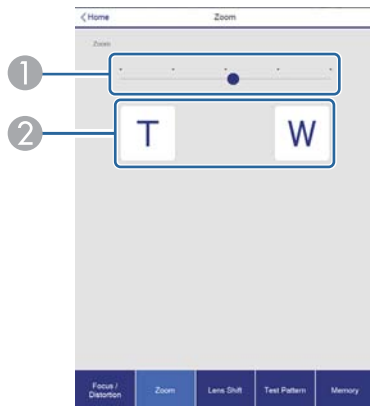 < Home Zoom
Zoom
1
2
T W
Focus / Distortion Zoom Lens Shift Test Pattern Memory